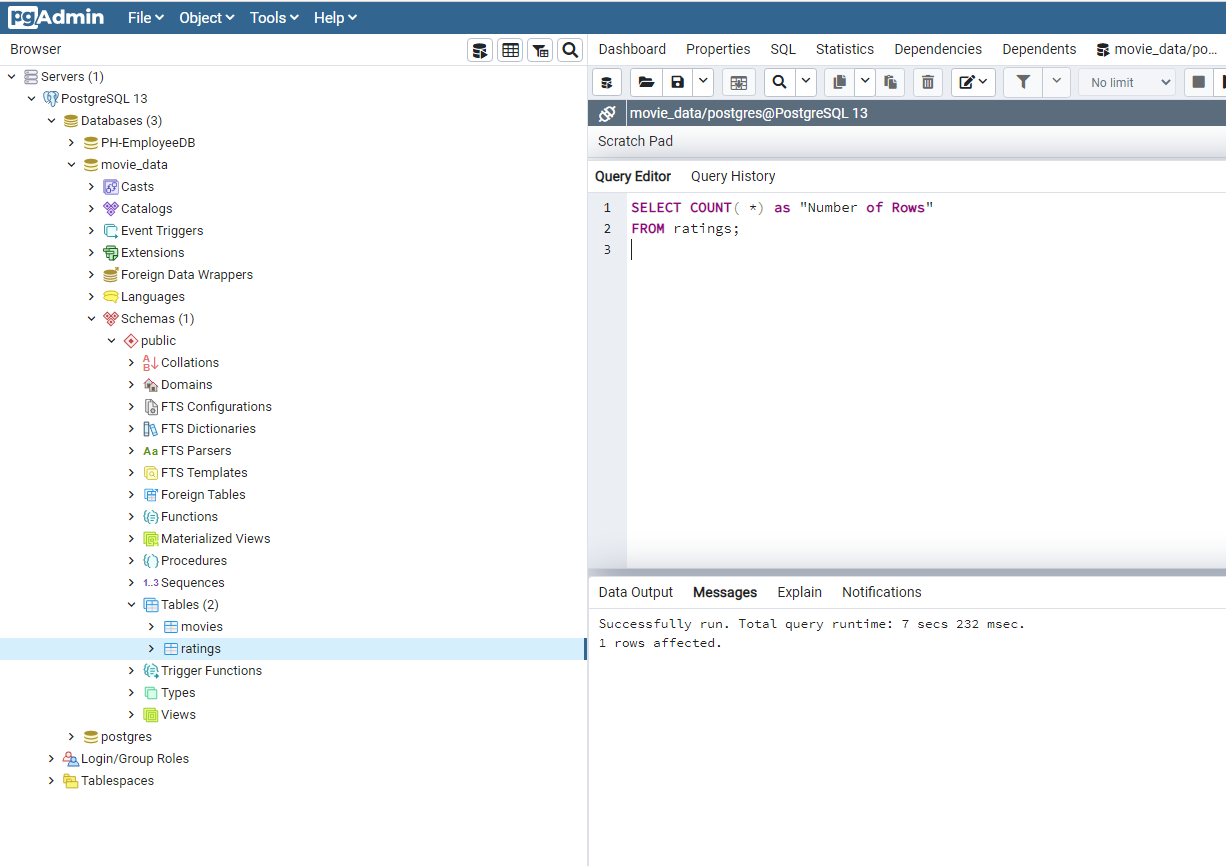 pgAdmin File Object Tools Help
Browser
Dashboard Properties SQL Statistics Dependencies Dependents movie_data/po...
No limit
movie_data/postgres@PostgreSQL 13
Scratch Pad
Query Editor Query History
1 SELECT COUNT( *) as "Number of Rows"
2 FROM ratings;
3
Data Output Messages Explain Notifications
Successfully run. Total query runtime: 7 secs 232 msec.
1 rows affected.
Servers (1)
PostgreSQL 13
Databases (3)
PH-EmployeeDB
movie_data
Casts
Catalogs
Event Triggers
Extensions
Foreign Data Wrappers
Languages
Schemas (1)
public
Collations
Domains
FTS Configurations
FTS Dictionaries
Aa FTS Parsers
FTS Templates
Foreign Tables
Functions
Materialized Views
Procedures
1..3 Sequences
Tables (2)
movies
ratings
Trigger Functions
Types
Views
postgres
Login/Group Roles
Tablespaces